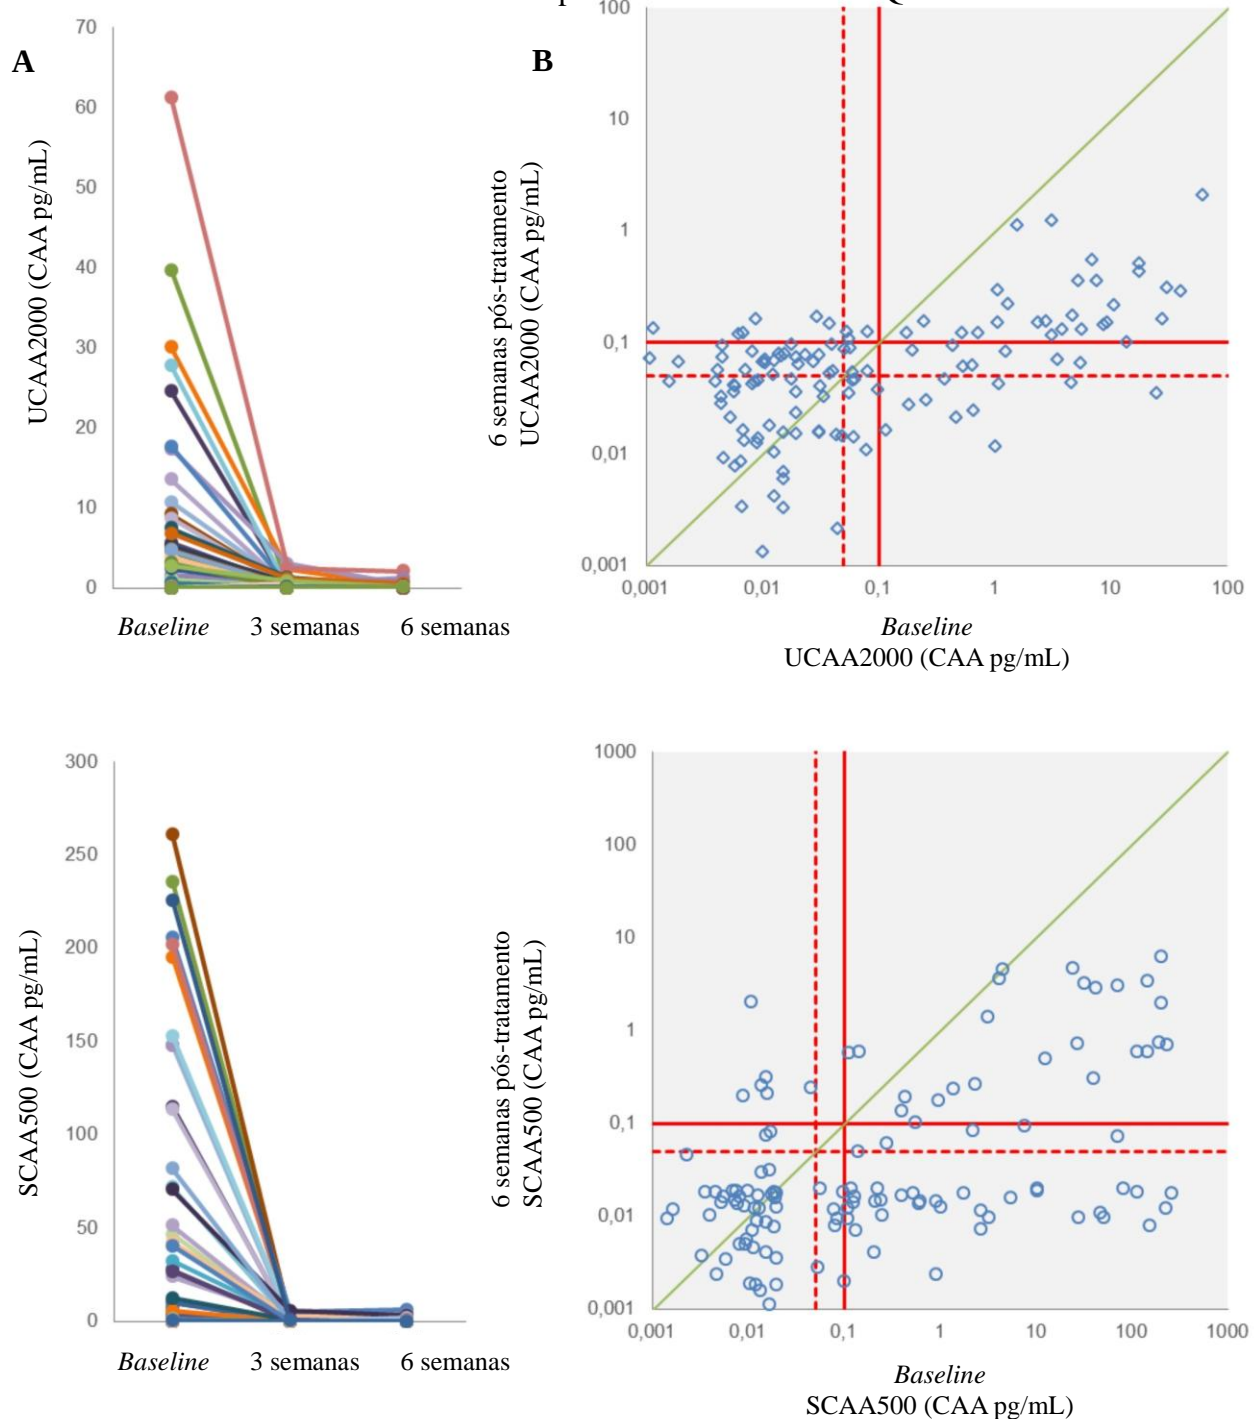 A
UCAA2000 (CAA pg/mL)
70
60
50
40
30
20
10
0
Baseline 3 semanas 6 semanas
B
6 semanas pós-tratamento
UCAA2000 (CAA pg/mL)
100
10
1
0,1
0,01
0,001
0,001 0,01 0,1 1 10 100
Baseline
UCAA2000 (CAA pg/mL)
SCAA500 (CAA pg/mL)
300
250
200
150
100
50
0
Baseline 3 semanas 6 semanas
6 semanas pós-tratamento
SCAA500 (CAA pg/mL)
1000
100
10
1
0,1
0,01
0,001
0,001 0,01 0,1 1 10 100 1000
Baseline
SCAA500 (CAA pg/mL)